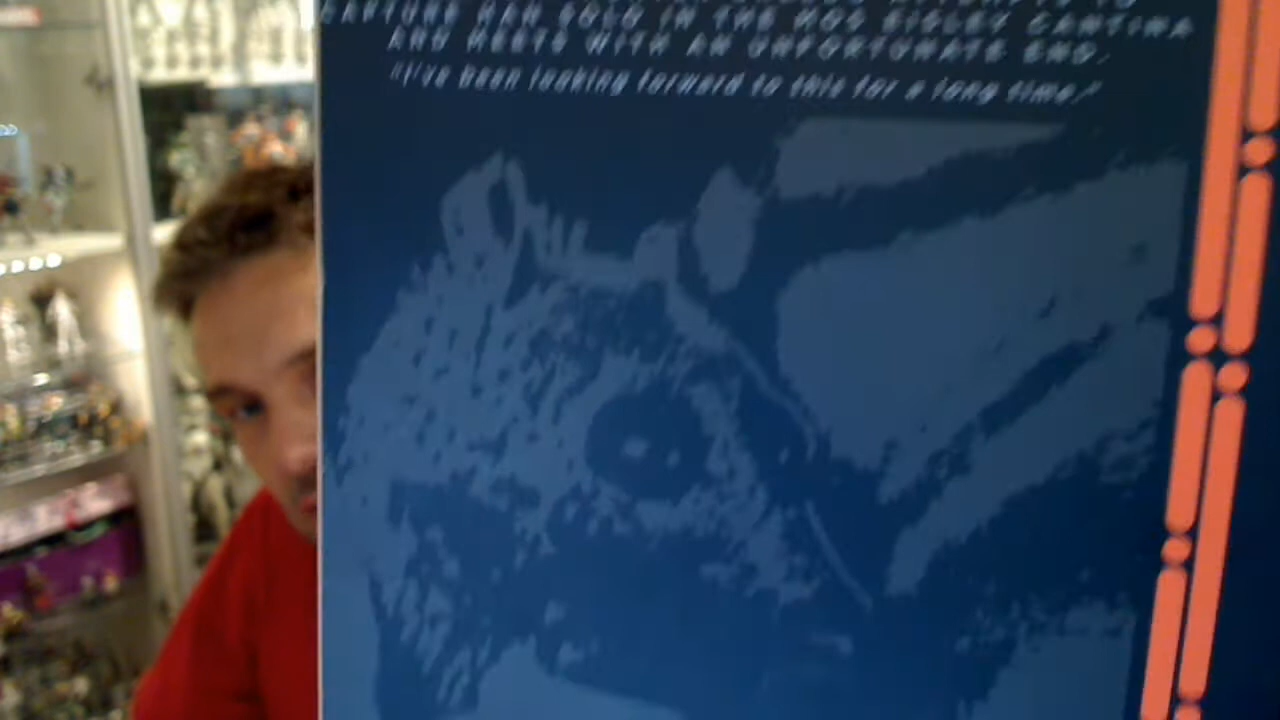 CAPTURE HAN SOLO IN THE MOS EISLEY CANTINA
AND MEETS WITH AN UNFORTUNATE END.
"I've been looking forward to this for a long time."